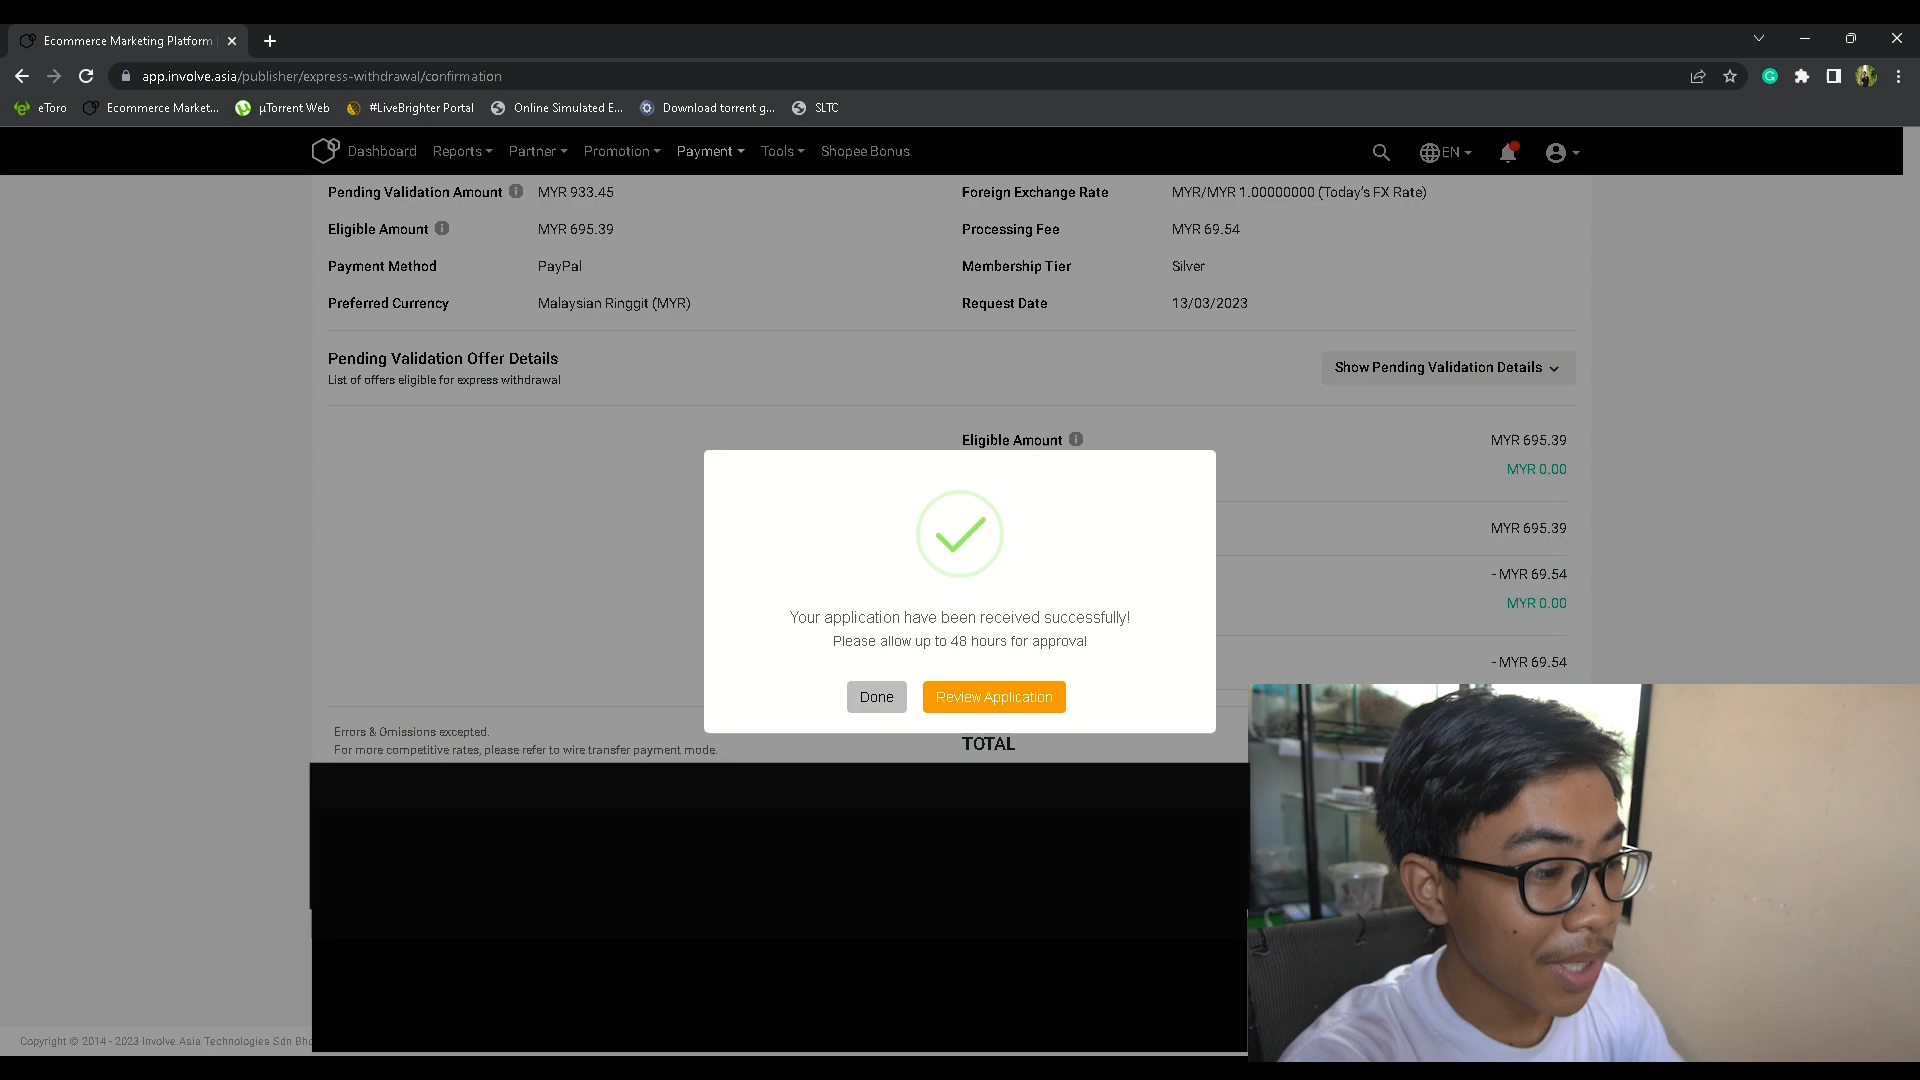 Ecommerce Marketing Platform
app.involve.asia/publisher/express-withdrawal/confirmation
eToro
Ecommerce Market...
µTorrent Web
#LiveBrighter Portal
Online Simulated E...
Download torrent g...
SLTC
Dashboard
Reports
Partner
Promotion
Payment
Tools
Shopee Bonus
EN
Pending Validation Amount
MYR 933.45
Foreign Exchange Rate
MYR/MYR 1.00000000 (Today's FX Rate)
Eligible Amount
MYR 695.39
Processing Fee
MYR 69.54
Payment Method
PayPal
Membership Tier
Silver
Preferred Currency
Malaysian Ringgit (MYR)
Request Date
13/03/2023
Pending Validation Offer Details
List of offers eligible for express withdrawal
Show Pending Validation Details
Eligible Amount
MYR 695.39
MYR 0.00
MYR 695.39
- MYR 69.54
MYR 0.00
- MYR 69.54
Your application have been received successfully!
Please allow up to 48 hours for approval
Done
Review Application
Errors & Omissions excepted.
For more competitive rates, please refer to wire transfer payment mode.
TOTAL
Copyright © 2014 - 2023 Involve Asia Technologies Sdn Bhd